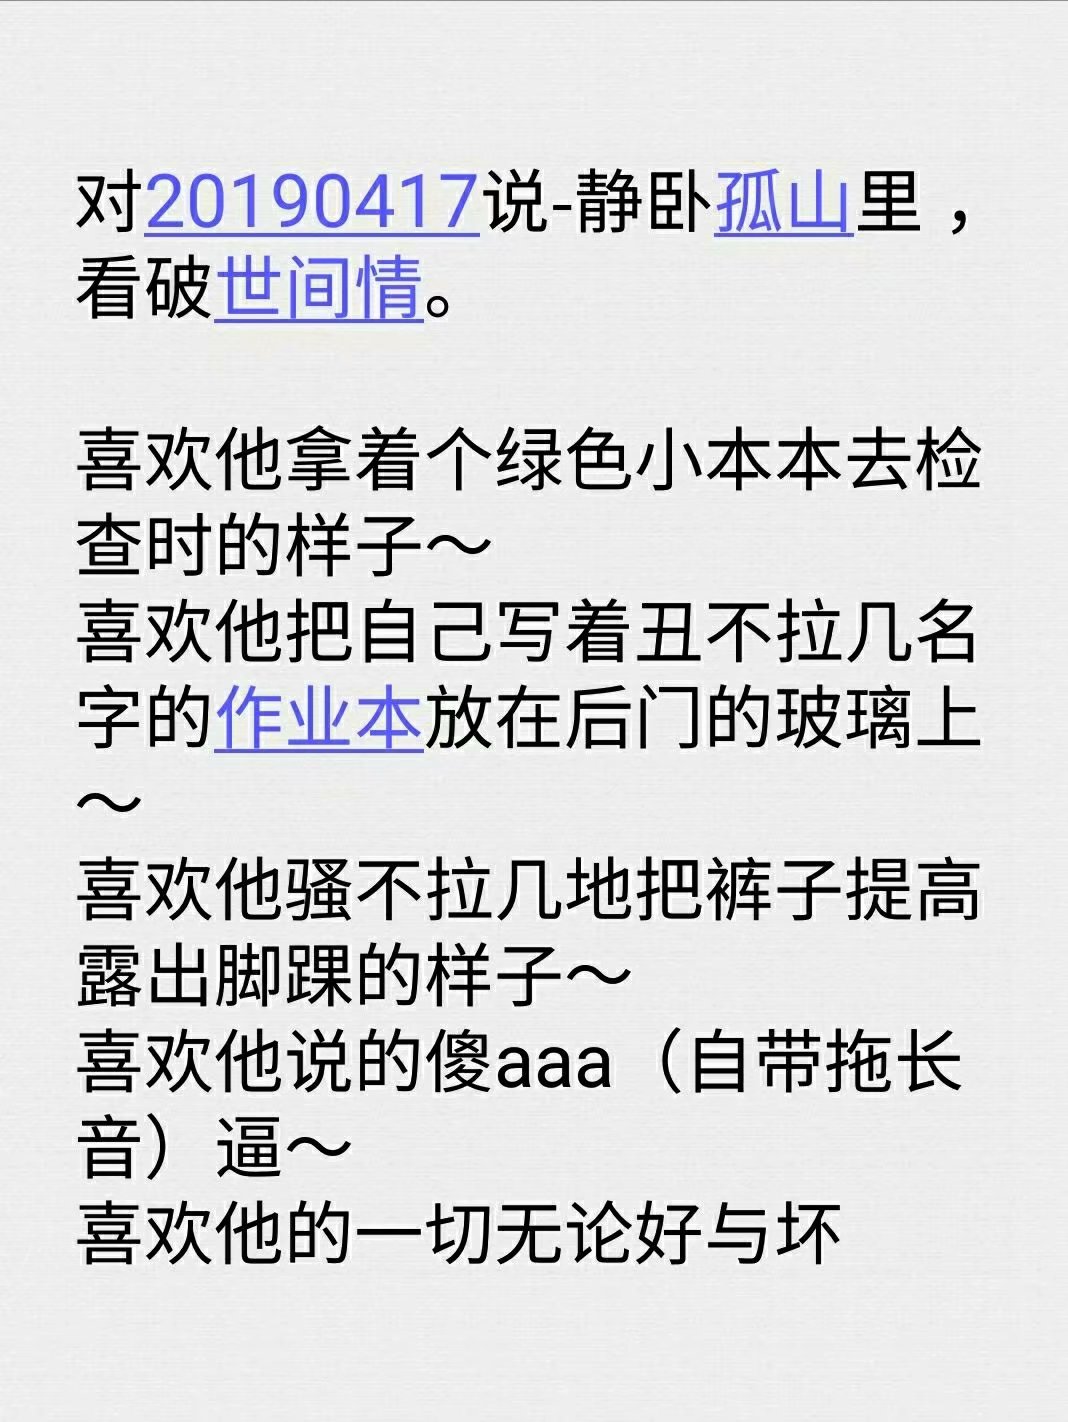 对20190417说-静卧孤山里，
看破世间情。
喜欢他拿着个绿色小本本去检
查时的样子～
喜欢他把自己写着丑不拉几名
字的作业本放在后门的玻璃上
～
喜欢他骚不拉几地把裤子提高
露出脚踝的样子～
喜欢他说的傻aaa（自带拖长
音）逼～
喜欢他的一切无论好与坏